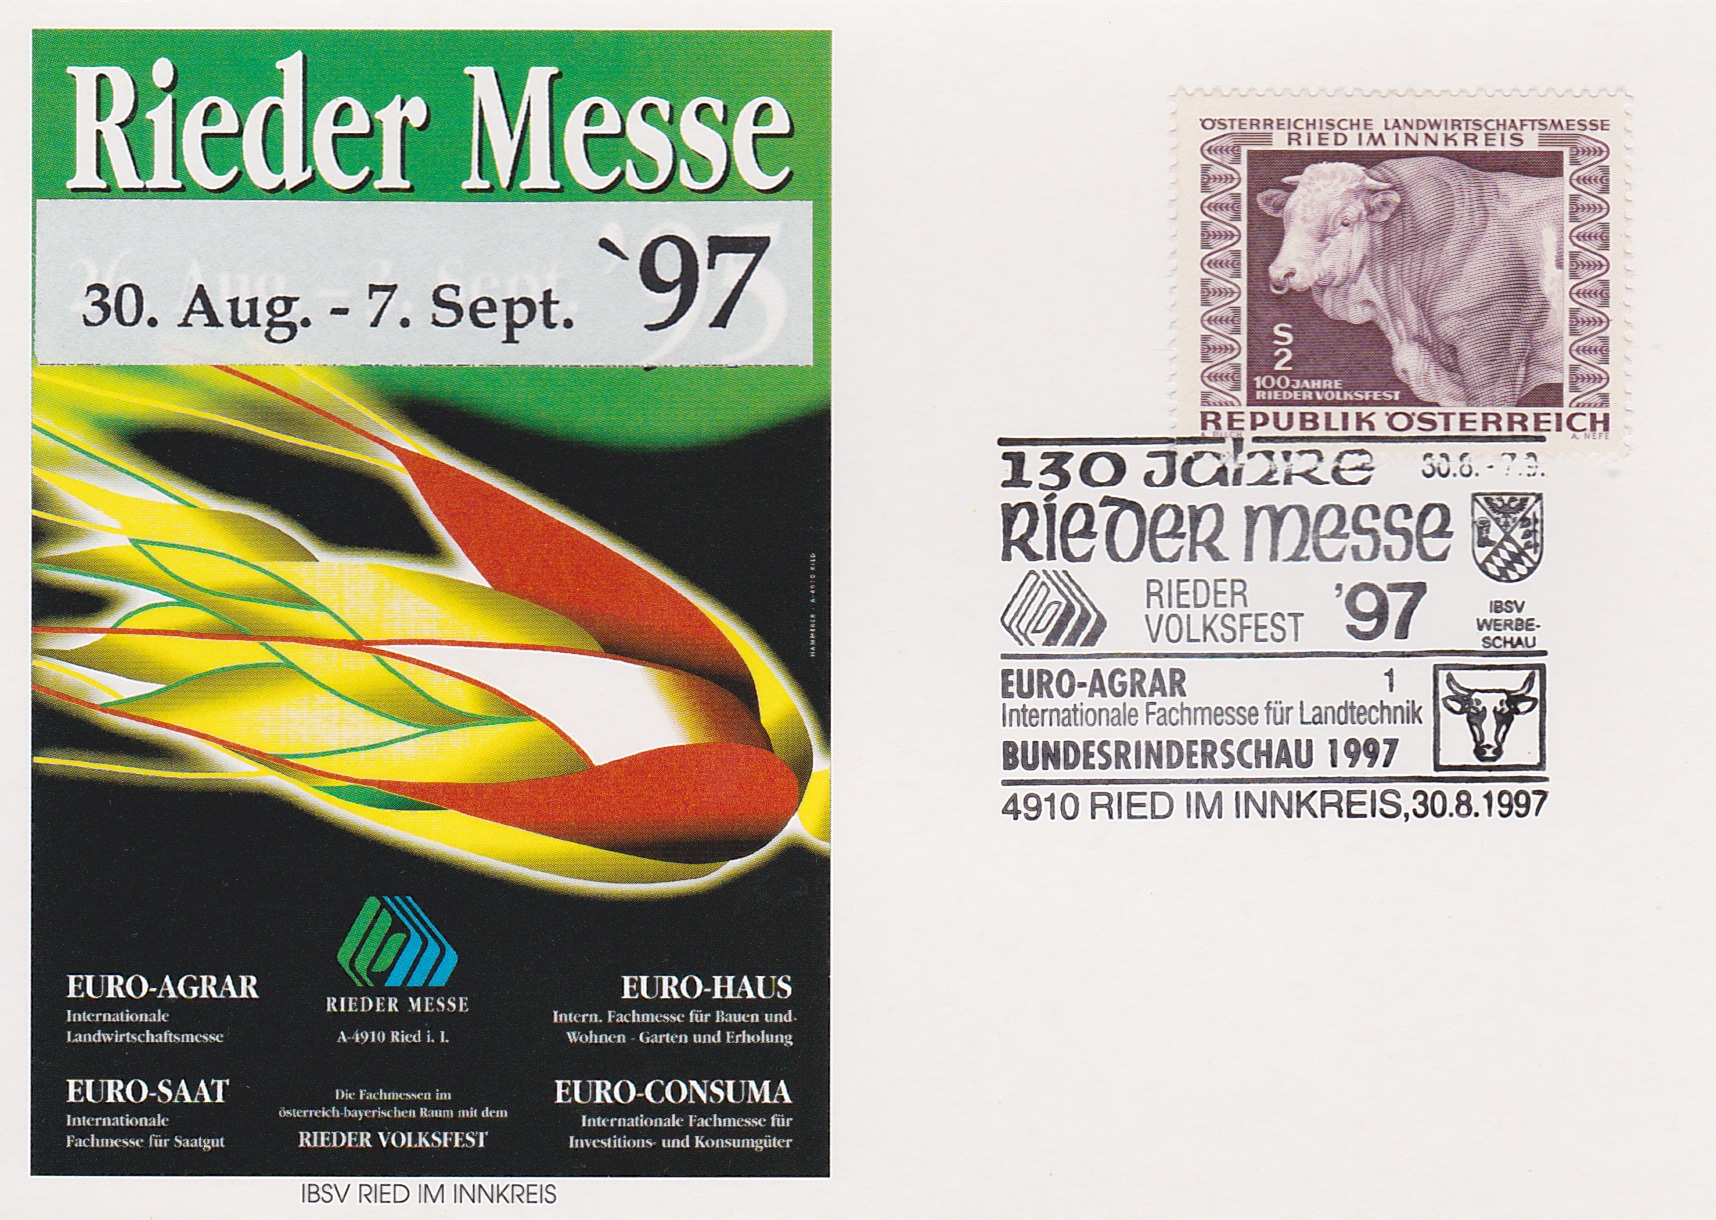 Rieder Messe
30. Aug. - 7. Sept. `97
HAMMERER - A-4910 RIED
RIEDER MESSE
A-4910 Ried i. I.
EURO-AGRAR
Internationale
Landwirtschaftsmesse
EURO-HAUS
Intern. Fachmesse für Bauen und-
Wohnen - Garten und Erholung
EURO-SAAT
Internationale
Fachmesse für Saatgut
Die Fachmessen im
österreich-bayerischen Raum mit dem
RIEDER VOLKSFEST
EURO-CONSUMA
Internationale Fachmesse für
Investitions- und Konsumgüter
IBSV RIED IM INNKREIS
ÖSTERREICHISCHE LANDWIRTSCHAFTSMESSE
RIED IM INNKREIS
S
2
100 JAHRE
RIEDER VOLKSFEST
REPUBLIK ÖSTERREICH
A. PILCH A. NEFE
130 Jahre 30.8. - 7.9.
Rieder Messe
RIEDER
VOLKSFEST '97
IBSV
WERBE-
SCHAU
EURO-AGRAR 1
Internationale Fachmesse für Landtechnik
BUNDESRINDERSCHAU 1997
4910 RIED IM INNKREIS,30.8.1997